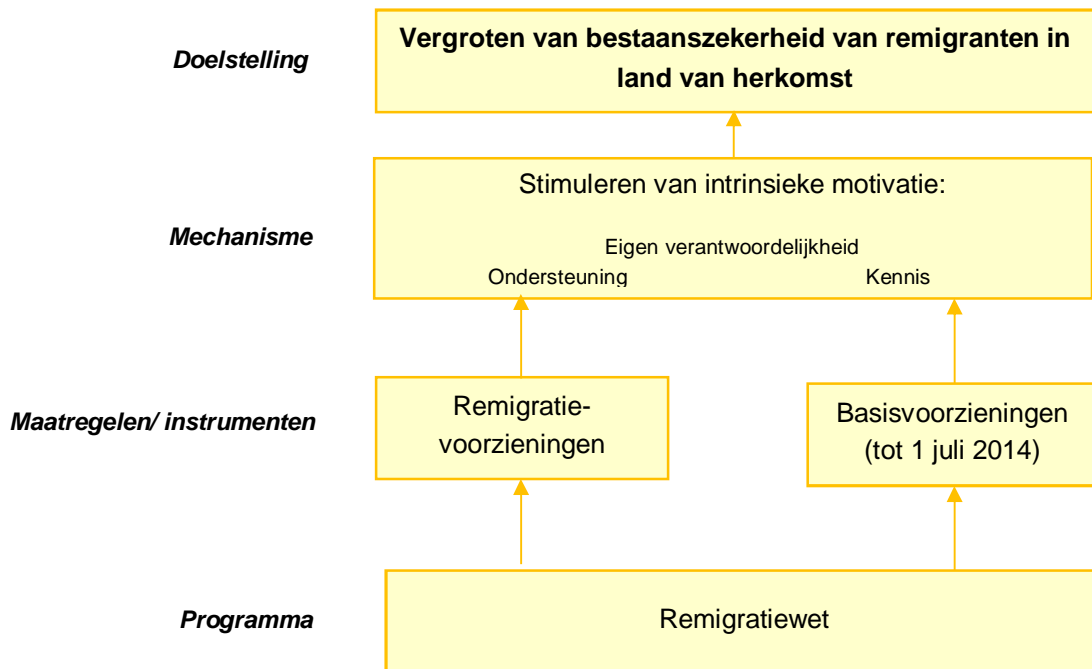 Doelstelling
Vergroten van bestaanszekerheid van remigranten in
land van herkomst
Mechanisme
Stimuleren van intrinsieke motivatie:
Eigen verantwoordelijkheid
Ondersteuning Kennis
Maatregelen/ instrumenten
Remigratie-
voorzieningen
Basisvoorzieningen
(tot 1 juli 2014)
Programma
Remigratiewet